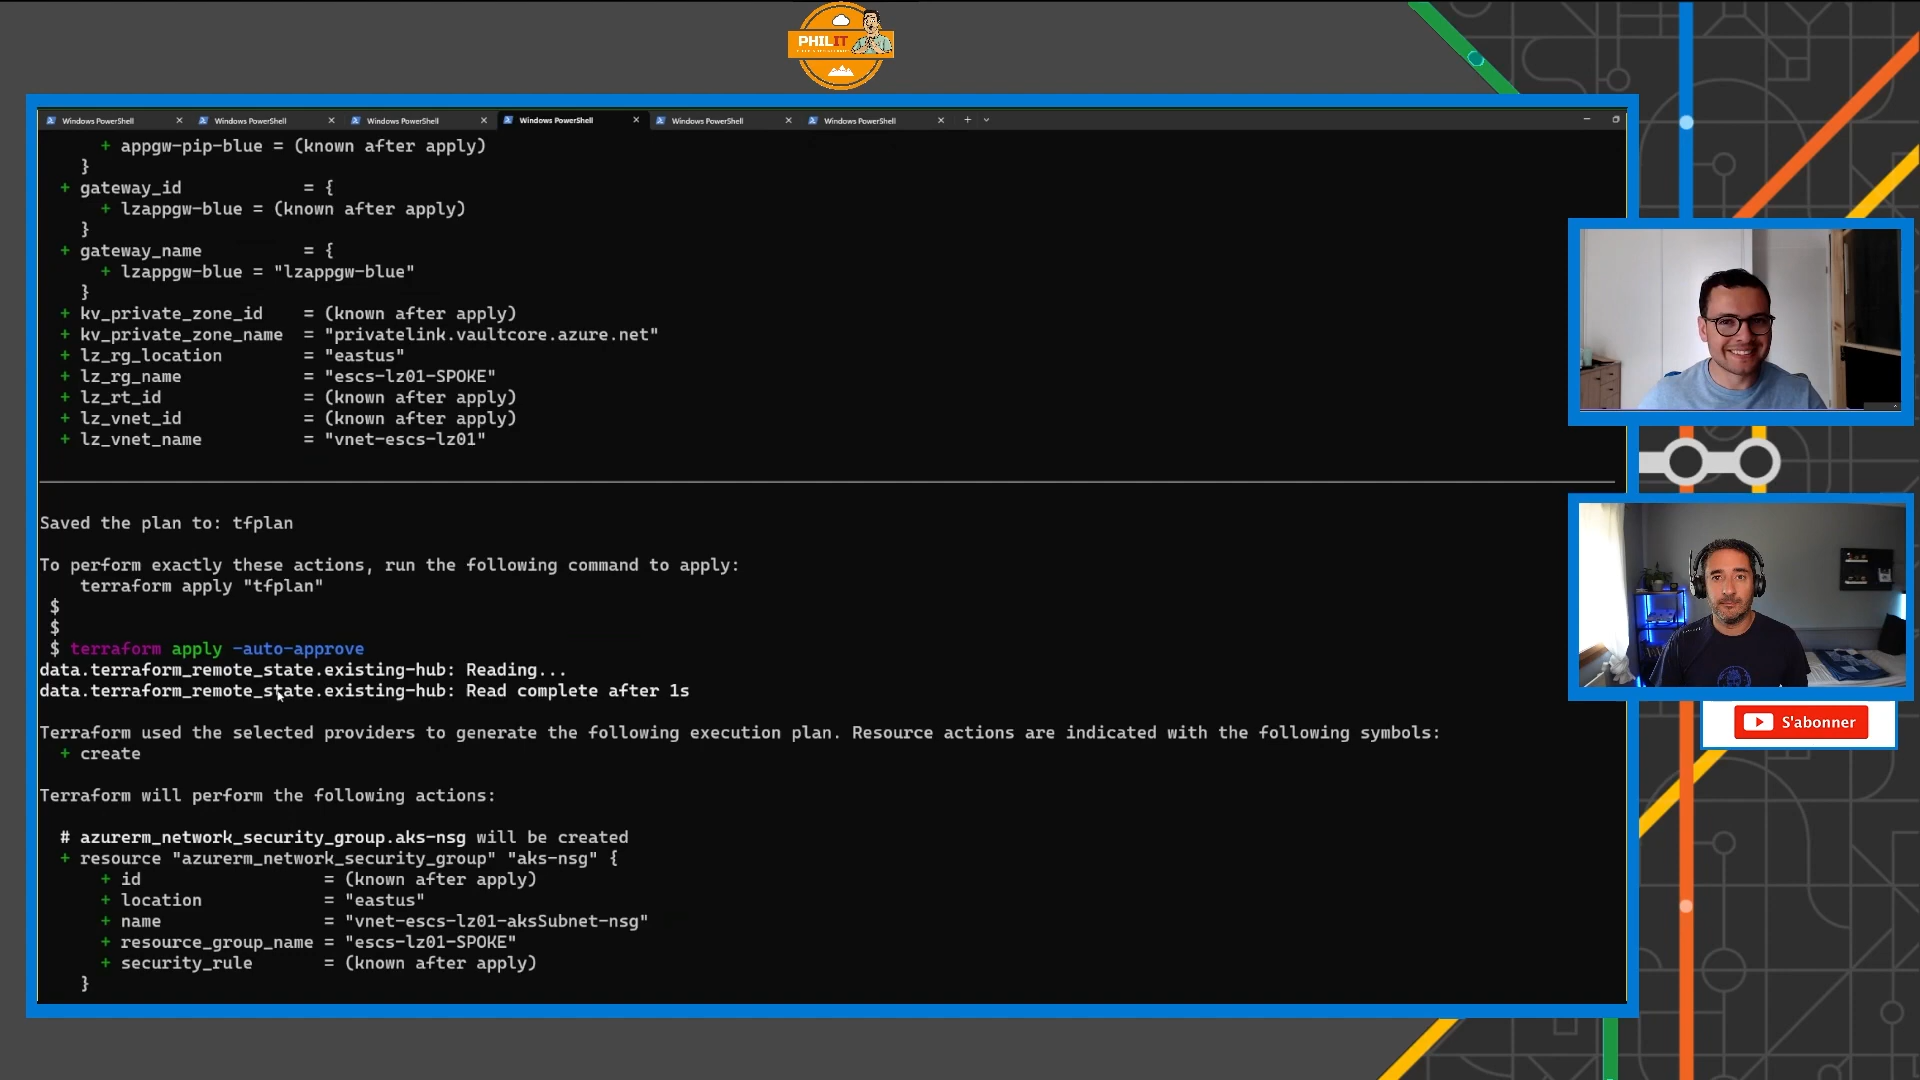 PHILIT
Windows PowerShell
Windows PowerShell
Windows PowerShell
Windows PowerShell
Windows PowerShell
Windows PowerShell
+ appgw-pip-blue = (known after apply)
}
+ gateway_id = {
+ lzappgw-blue = (known after apply)
}
+ gateway_name = {
+ lzappgw-blue = "lzappgw-blue"
}
+ kv_private_zone_id = (known after apply)
+ kv_private_zone_name = "privatelink.vaultcore.azure.net"
+ lz_rg_location = "eastus"
+ lz_rg_name = "escs-lz01-SPOKE"
+ lz_rt_id = (known after apply)
+ lz_vnet_id = (known after apply)
+ lz_vnet_name = "vnet-escs-lz01"
Saved the plan to: tfplan
To perform exactly these actions, run the following command to apply:
terraform apply "tfplan"
$
$
$ terraform apply -auto-approve
data.terraform_remote_state.existing-hub: Reading...
data.terraform_remote_state.existing-hub: Read complete after 1s
Terraform used the selected providers to generate the following execution plan. Resource actions are indicated with the following symbols:
+ create
Terraform will perform the following actions:
# azurerm_network_security_group.aks-nsg will be created
+ resource "azurerm_network_security_group" "aks-nsg" {
+ id = (known after apply)
+ location = "eastus"
+ name = "vnet-escs-lz01-aksSubnet-nsg"
+ resource_group_name = "escs-lz01-SPOKE"
+ security_rule = (known after apply)
}
S'abonner